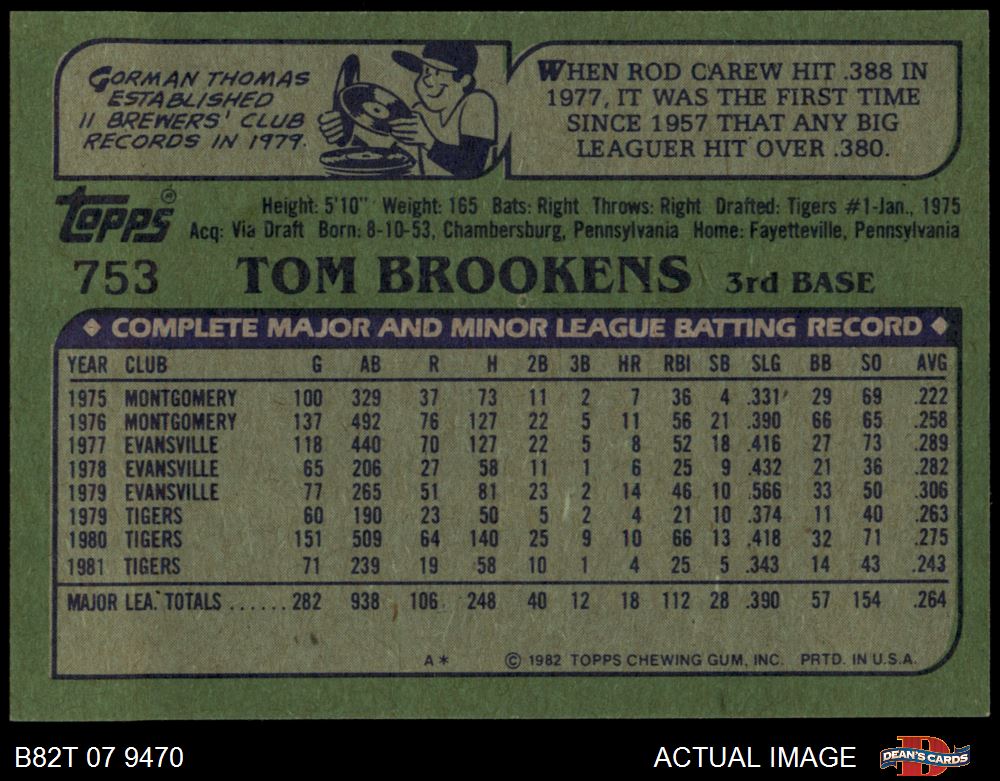 GORMAN THOMAS
ESTABLISHED
11 BREWERS' CLUB
RECORDS IN 1979.
WHEN ROD CAREW HIT .388 IN
1977, IT WAS THE FIRST TIME
SINCE 1957 THAT ANY BIG
LEAGUER HIT OVER .380.
TOPPS®
Height: 5'10" Weight: 165 Bats: Right Throws: Right Drafted: Tigers #1-Jan., 1975
Acq: Via Draft Born: 8-10-53, Chambersburg, Pennsylvania Home: Fayetteville, Pennsylvania
753 TOM BROOKENS 3rd BASE
COMPLETE MAJOR AND MINOR LEAGUE BATTING RECORD
YEAR CLUB G AB R H 2B 3B HR RBI SB SLG BB SO AVG
1975 MONTGOMERY 100 329 37 73 11 2 7 36 4 .331 29 69 .222
1976 MONTGOMERY 137 492 76 127 22 5 11 56 21 .390 66 65 .258
1977 EVANSVILLE 118 440 70 127 22 5 8 52 18 .416 27 73 .289
1978 EVANSVILLE 65 206 27 58 11 1 6 25 9 .432 21 36 .282
1979 EVANSVILLE 77 265 51 81 23 2 14 46 10 .566 33 50 .306
1979 TIGERS 60 190 23 50 5 2 4 21 10 .374 11 40 .263
1980 TIGERS 151 509 64 140 25 9 10 66 13 .418 32 71 .275
1981 TIGERS 71 239 19 58 10 1 4 25 5 .343 14 43 .243
MAJOR LEA. TOTALS ...... 282 938 106 248 40 12 18 112 28 .390 57 154 .264
A* © 1982 TOPPS CHEWING GUM, INC. PRTD. IN U.S.A.
B82T 07 9470 ACTUAL IMAGE DEAN'S CARDS